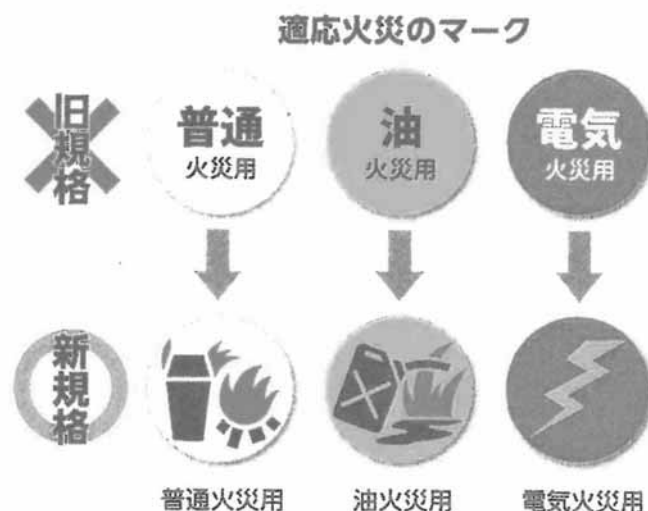 適応火災のマーク
旧規格
普通
火災用
油
火災用
電気
火災用
新規格
普通火災用
油火災用
電気火災用